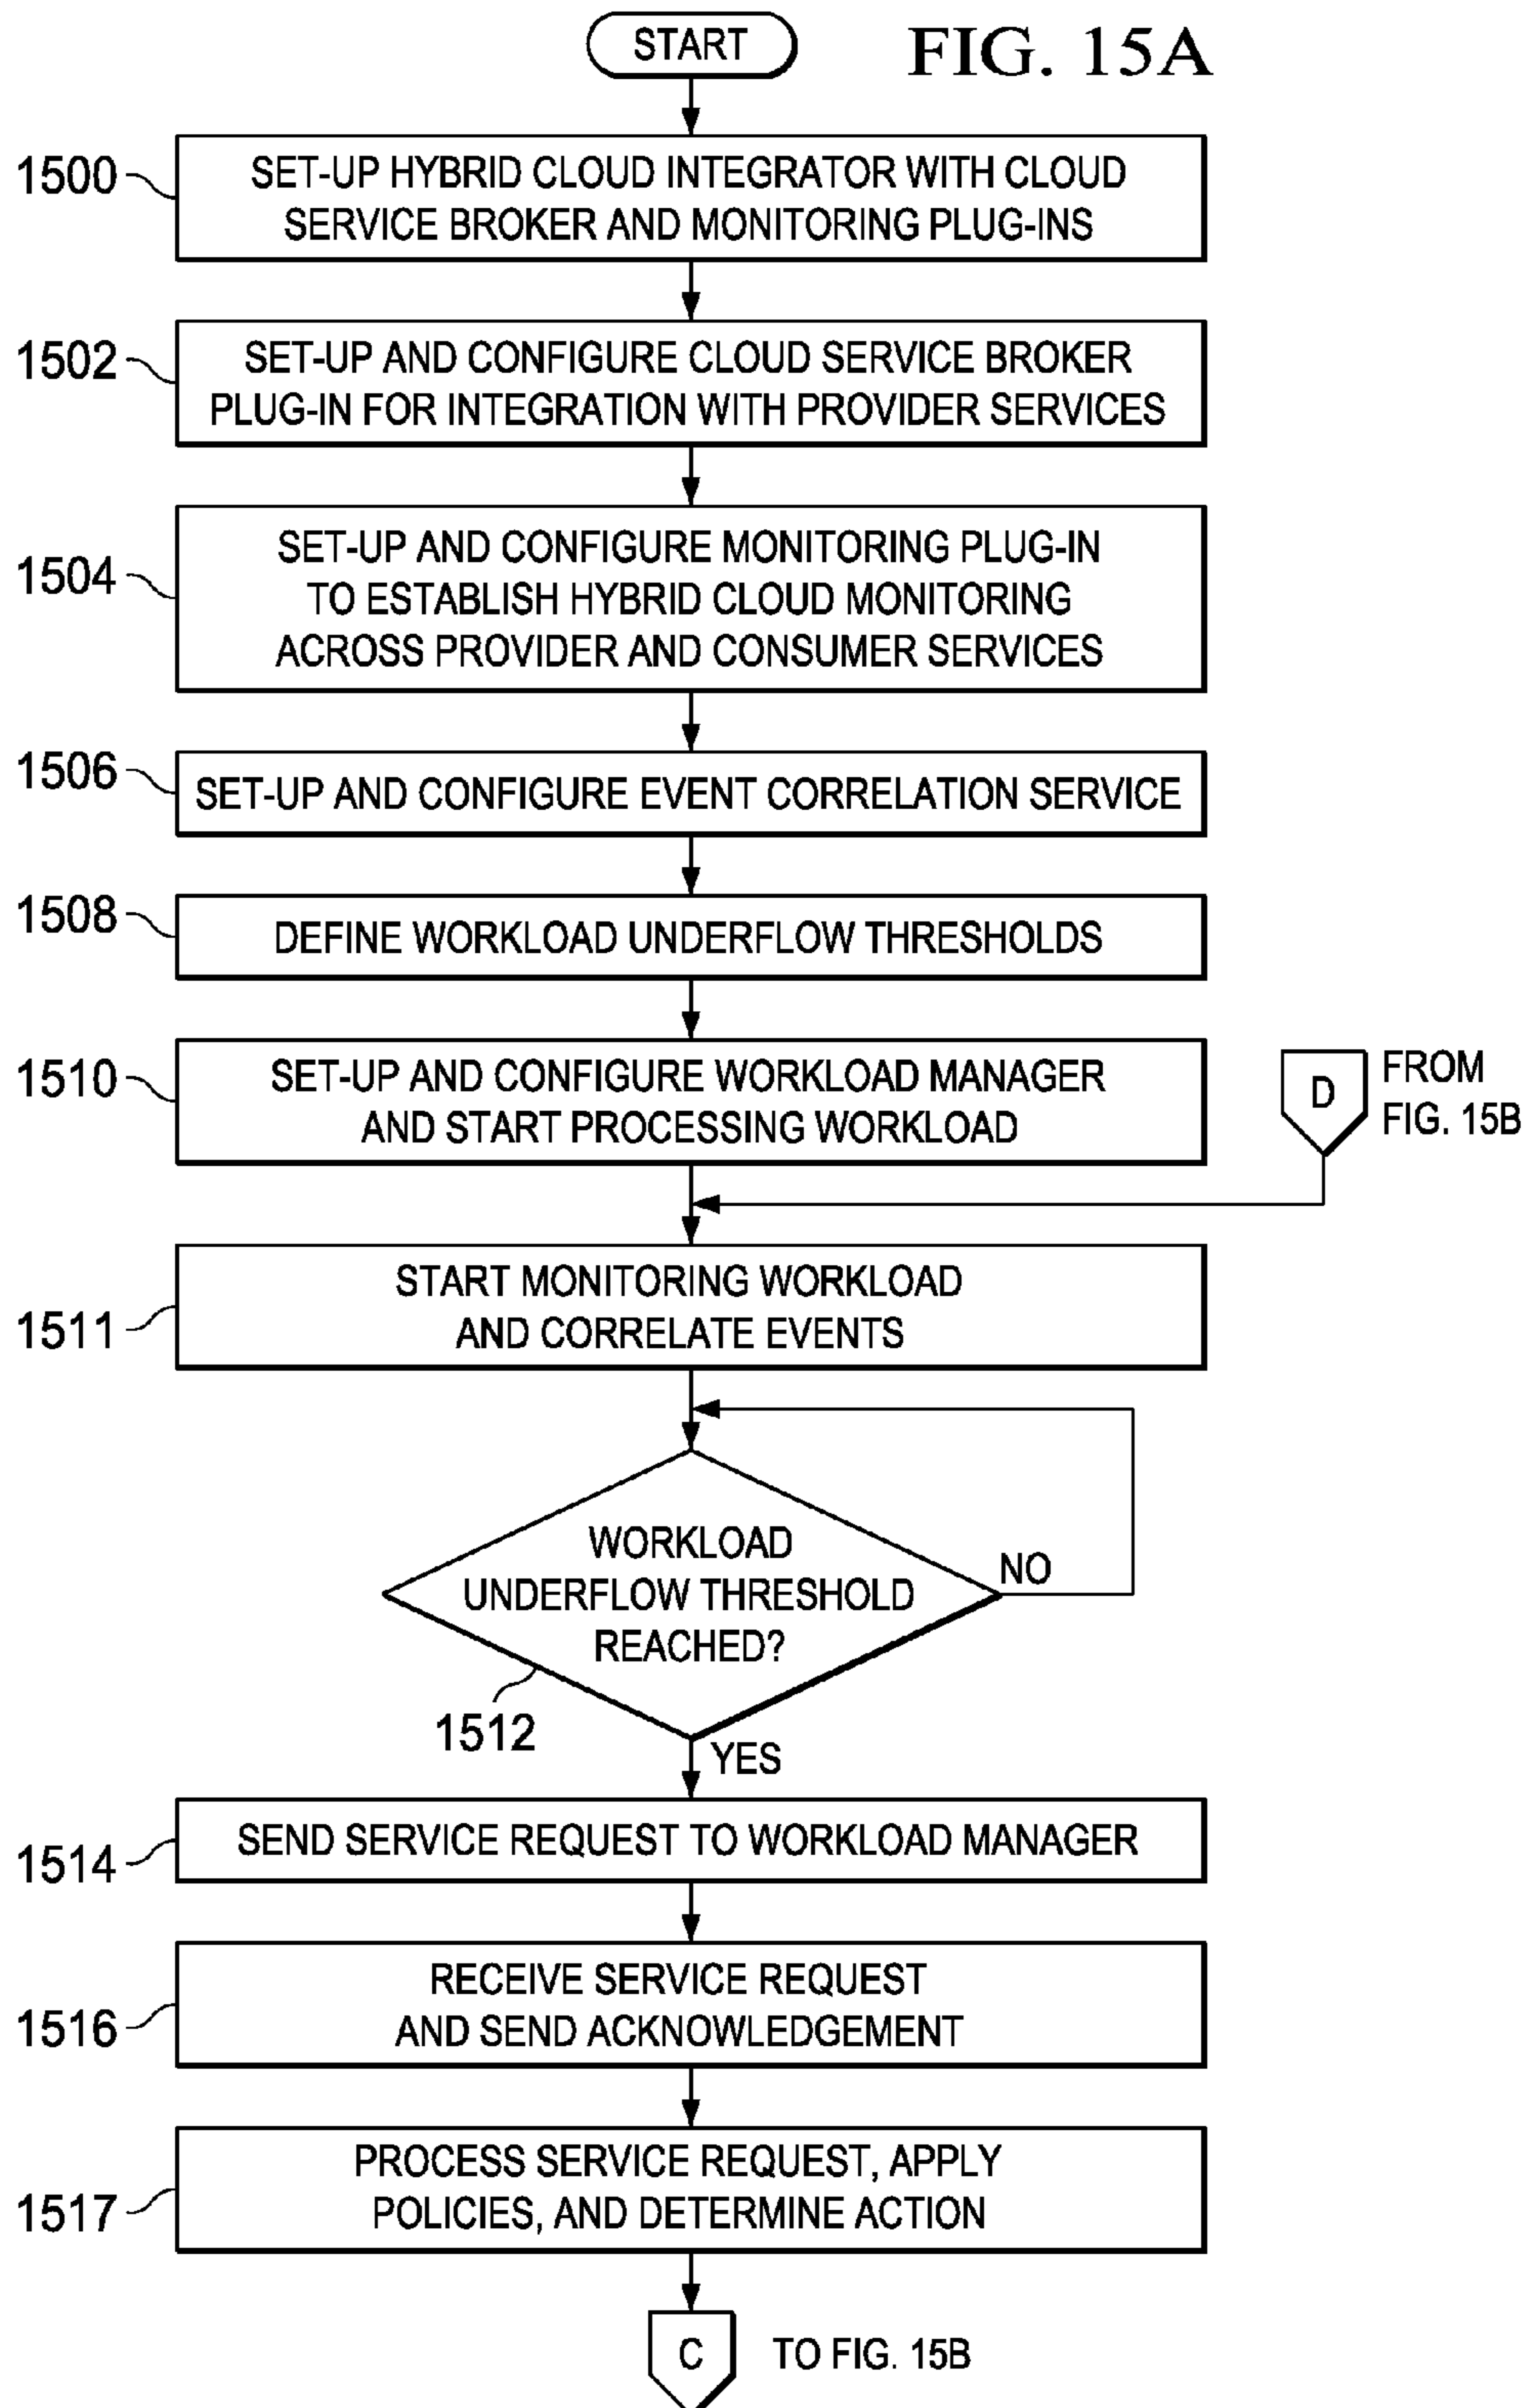 START
FIG. 15A
1500
SET-UP HYBRID CLOUD INTEGRATOR WITH CLOUD
SERVICE BROKER AND MONITORING PLUG-INS
1502
SET-UP AND CONFIGURE CLOUD SERVICE BROKER
PLUG-IN FOR INTEGRATION WITH PROVIDER SERVICES
1504
SET-UP AND CONFIGURE MONITORING PLUG-IN
TO ESTABLISH HYBRID CLOUD MONITORING
ACROSS PROVIDER AND CONSUMER SERVICES
1506
SET-UP AND CONFIGURE EVENT CORRELATION SERVICE
1508
DEFINE WORKLOAD UNDERFLOW THRESHOLDS
1510
SET-UP AND CONFIGURE WORKLOAD MANAGER
AND START PROCESSING WORKLOAD
D
FROM
FIG. 15B
1511
START MONITORING WORKLOAD
AND CORRELATE EVENTS
WORKLOAD
UNDERFLOW THRESHOLD
REACHED?
NO
1512
YES
1514
SEND SERVICE REQUEST TO WORKLOAD MANAGER
1516
RECEIVE SERVICE REQUEST
AND SEND ACKNOWLEDGEMENT
1517
PROCESS SERVICE REQUEST, APPLY
POLICIES, AND DETERMINE ACTION
C
TO FIG. 15B